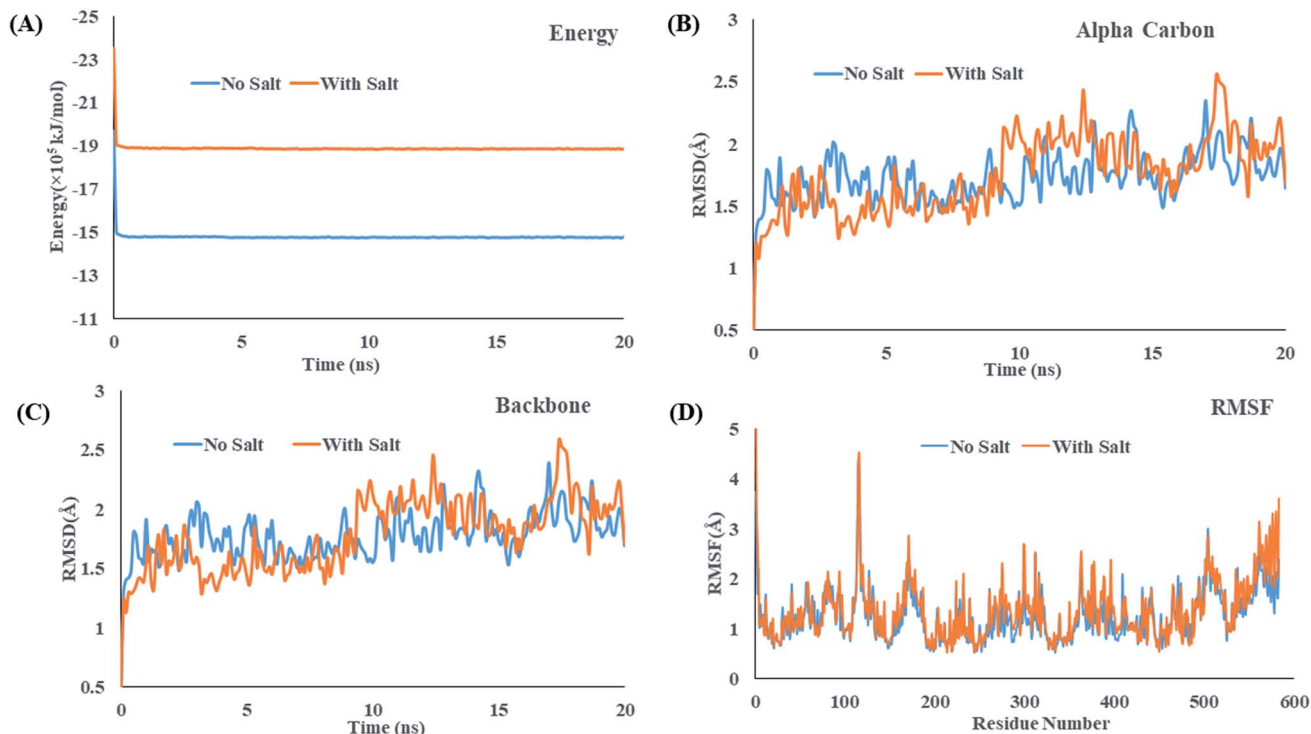 (A)
Energy
No Salt With Salt
Energy(×10⁵ kJ/mol)
-25
-23
-21
-19
-17
-15
-13
-11
0 5 10 15 20
Time (ns)
(B)
Alpha Carbon
No Salt With Salt
RMSD(Å)
3
2.5
2
1.5
1
0.5
0 5 10 15 20
Time (ns)
(C)
Backbone
No Salt With Salt
RMSD(Å)
3
2.5
2
1.5
1
0.5
0 5 10 15 20
Time (ns)
(D)
RMSF
No Salt With Salt
RMSF(Å)
5
4
3
2
1
0
0 100 200 300 400 500 600
Residue Number